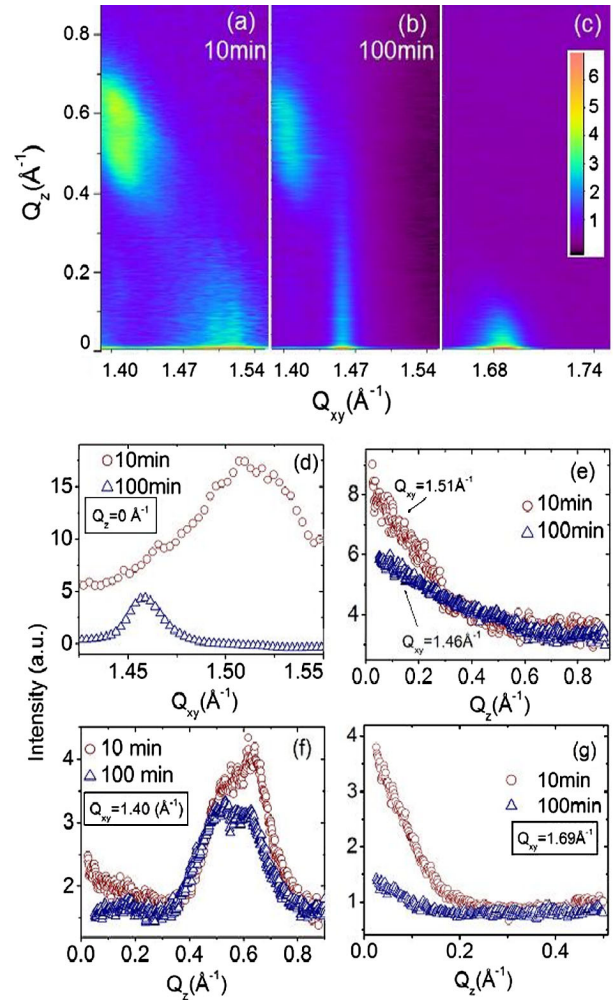 (a) (b) (c)
10min 100min
0.8
0.6
0.4
0.2
0
Q_z(Å⁻¹)
6
5
4
3
2
1
1.40 1.47 1.54 1.40 1.47 1.54 1.68 1.74
Q_xy(Å⁻¹)
(d)
10min
100min
Q_z=0 Å⁻¹
15
10
5
0
1.45 1.50 1.55
Q_xy(Å⁻¹)
(e)
Q_xy=1.51Å⁻¹
10min
100min
Q_xy=1.46Å⁻¹
8
6
4
0.0 0.2 0.4 0.6 0.8
Q_z(Å⁻¹)
Intensity (a.u.)
(f)
10 min
100 min
Q_xy=1.40 (Å⁻¹)
4
3
2
0.0 0.2 0.4 0.6 0.8
Q_z(Å⁻¹)
(g)
10min
100min
Q_xy=1.69Å⁻¹
4
3
2
1
0.0 0.2 0.4
Q_z(Å⁻¹)